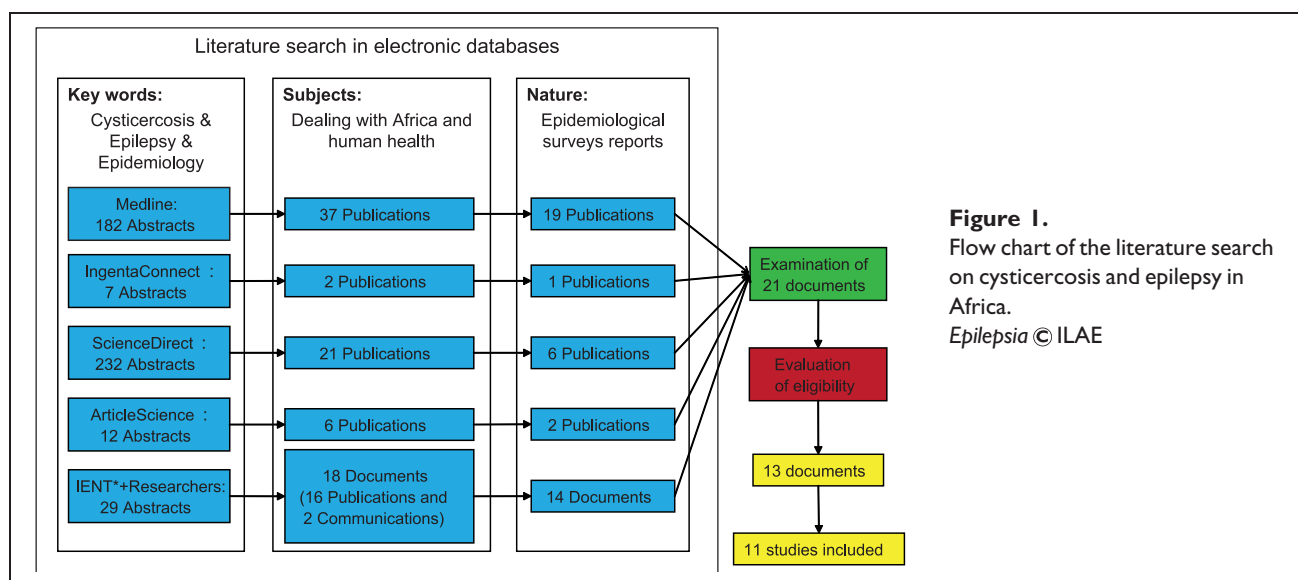 Literature search in electronic databases
Key words:
Cysticercosis &
Epilepsy &
Epidemiology
Subjects:
Dealing with Africa and
human health
Nature:
Epidemiological
surveys reports
Medline:
182 Abstracts
37 Publications
19 Publications
IngentaConnect :
7 Abstracts
2 Publications
1 Publications
ScienceDirect :
232 Abstracts
21 Publications
6 Publications
ArticleScience :
12 Abstracts
6 Publications
2 Publications
IENT*+Researchers:
29 Abstracts
18 Documents
(16 Publications and
2 Communications)
14 Documents
Examination of
21 documents
Evaluation
of eligibility
13 documents
11 studies included
Figure 1.
Flow chart of the literature search
on cysticercosis and epilepsy in
Africa.
Epilepsia © ILAE